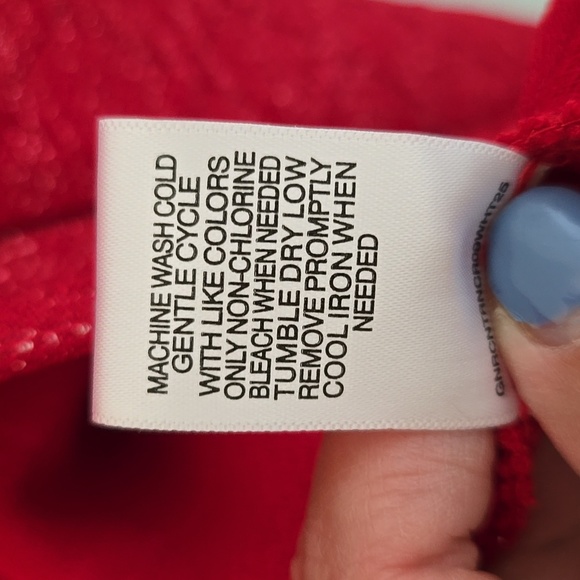 MACHINE WASH COLD
GENTLE CYCLE
WITH LIKE COLORS
ONLY NON-CHLORINE
BLEACH WHEN NEEDED
TUMBLE DRY LOW
REMOVE PROMPTLY
COOL IRON WHEN
NEEDED